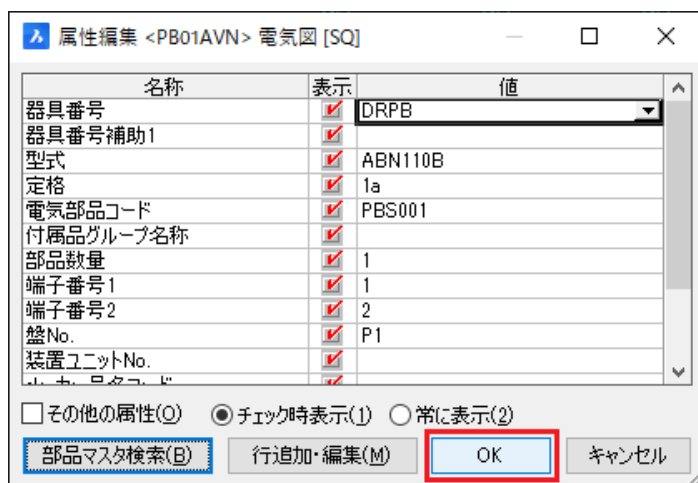 属性編集 <PB01AVN> 電気図 [SQ]
名称 表示 値
器具番号 DRPB
器具番号補助1
型式 ABN110B
定格 1a
電気部品コード PBS001
付属品グループ名称
部品数量 1
端子番号1 1
端子番号2 2
盤No. P1
装置ユニットNo.
その他の属性(O) チェック時表示(1) 常に表示(2)
部品マスタ検索(B) 行追加・編集(M) OK キャンセル